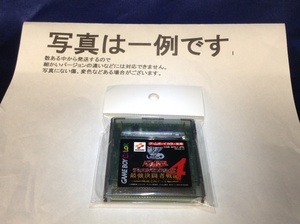 写真は一例です。
数ある中から発送するので
細かいバージョンの違いなどには対応できません。
写真にない傷、変色などある場合がございます。
GAME BOY
最強決闘者戦記
4